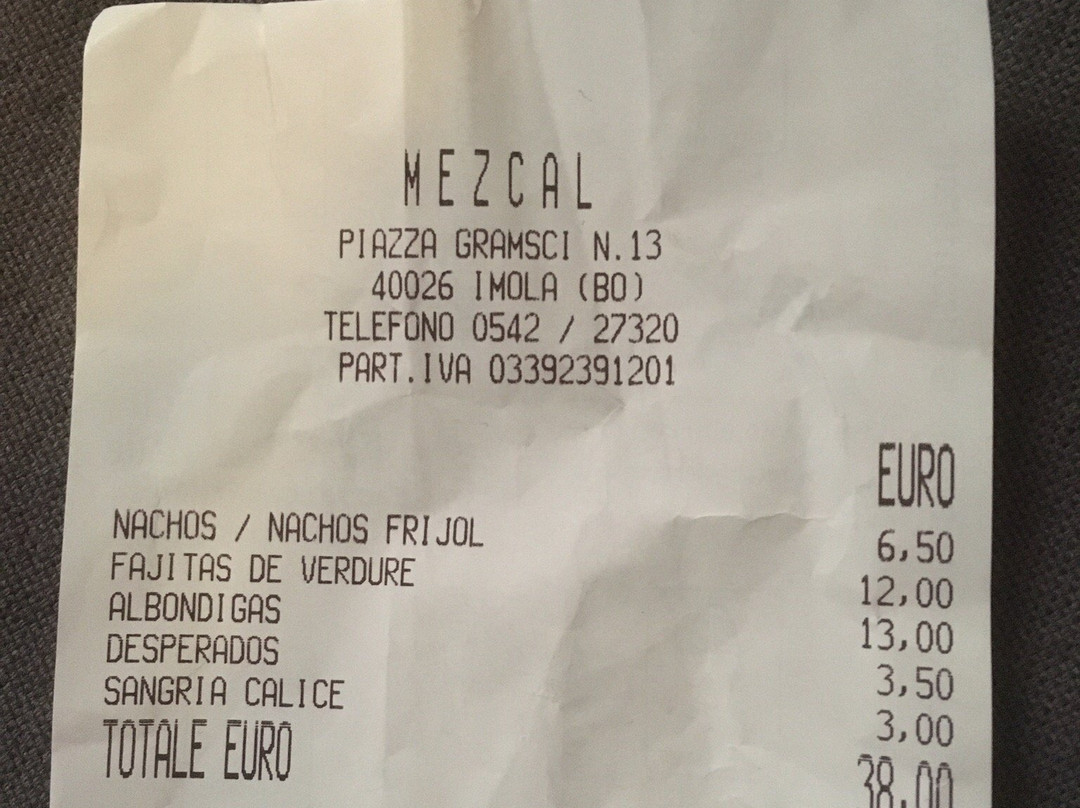 MEZCAL
PIAZZA GRAMSCI N.13
40026 IMOLA (BO)
TELEFONO 0542 / 27320
PART.IVA 03392391201
EURO
NACHOS / NACHOS FRIJOL 6,50
FAJITAS DE VERDURE 12,00
ALBONDIGAS 13,00
DESPERADOS 3,50
SANGRIA CALICE 3,00
TOTALE EURO 38,00